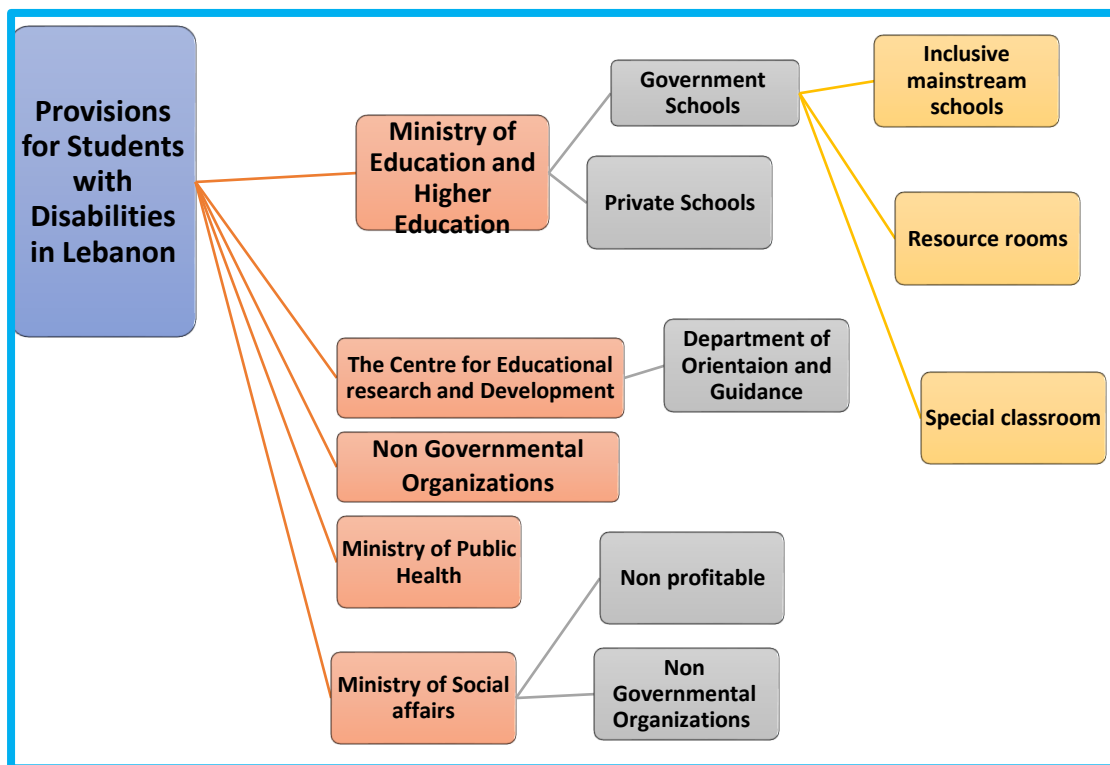 Provisions
for Students
with
Disabilities
in Lebanon
Ministry of
Education and
Higher
Education
Government
Schools
Private Schools
Inclusive
mainstream
schools
Resource rooms
Special classroom
The Centre for Educational
research and Development
Department of
Orientaion and
Guidance
Non Governmental
Organizations
Ministry of Public
Health
Ministry of Social
affairs
Non profitable
Non
Governmental
Organizations